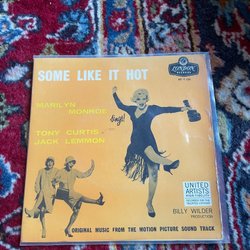 LONDON
SOME LIKE IT HOT
MARILYN
MONROE
Sings!
TONY CURTIS
JACK LEMMON
UNITED
ARTISTS
BILLY WILDER
PRODUCTION
ORIGINAL MUSIC FROM THE MOTION PICTURE SOUND TRACK